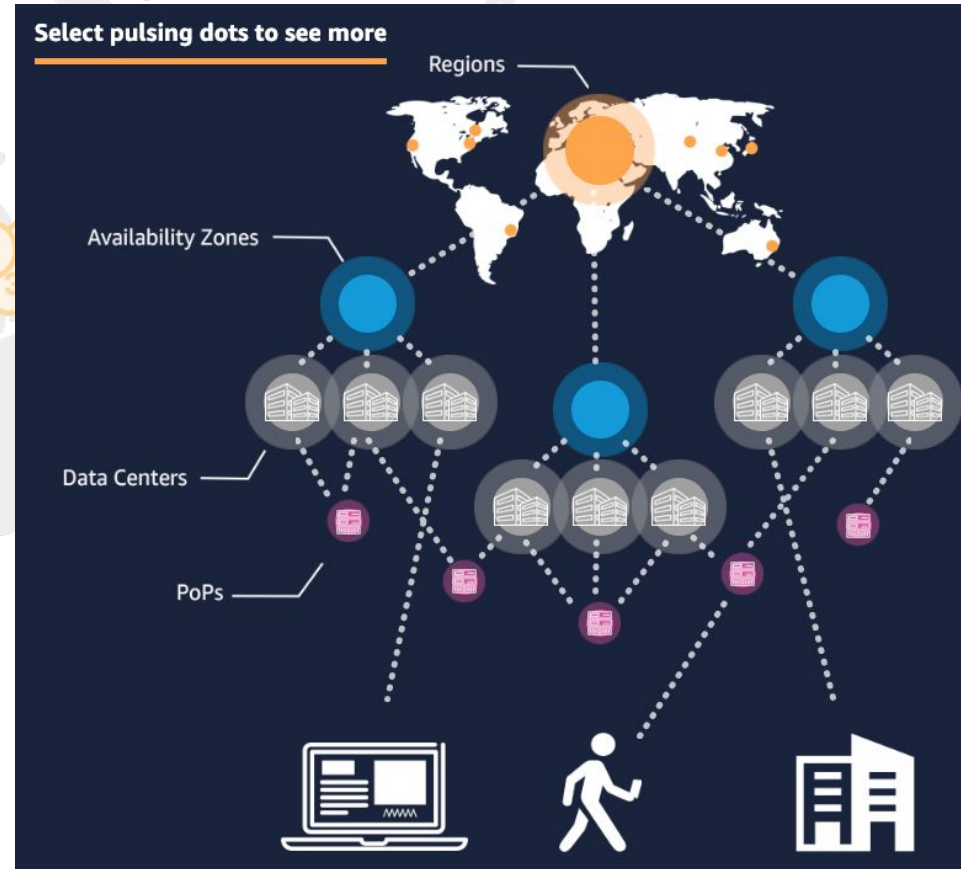 Select pulsing dots to see more
Regions
Availability Zones
Data Centers
PoPs